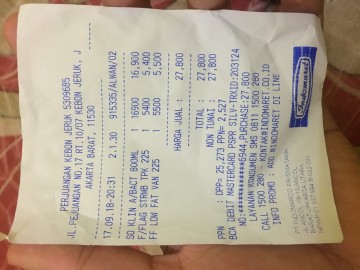 Indomaret
PERJUANGAN KEBON JERUK 5309685
JL.PEJUANGAN NO.17 RT.10/07 KEBON JERUK, J
AKARTA BARAT, 11530
17.09.18-20:31 2.1.30 915335/ALWAN/02
SO KLIN A/BACT 800ML 1 16900 16,900
F/FLAG STRWB TPK 225 1 5400 5,400
FF LOW FAT VAN 225 1 5500 5,500
HARGA JUAL : 27,800
TOTAL : 27,800
NON TUNAI : 27,800
PPN : DPP= 25,273 PPN= 2,527
BCA DEBIT MASTERCARD PSPR SILV-TRXID:203124
6944,PURCHASE:27,800
LAYANAN KONSUMEN SMS 0811 1500 280
CALL 1500 280 - KONTAK@INDOMARET.CO.ID
INFO PROMO : ADD INDOMARET DI LINE